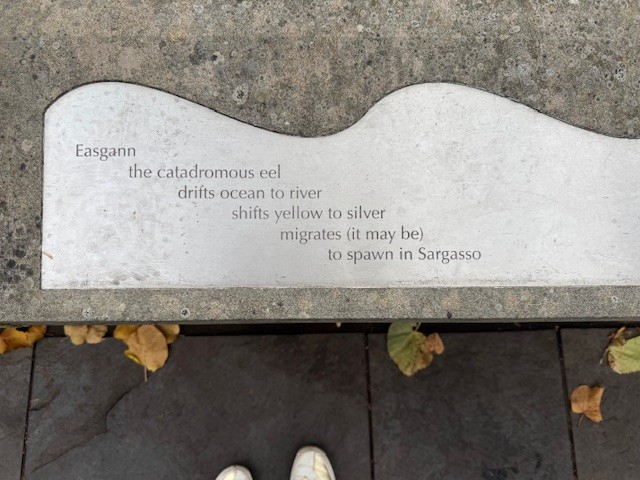 Easgann
the catadromous eel
drifts ocean to river
shifts yellow to silver
migrates (it may be)
to spawn in Sargasso